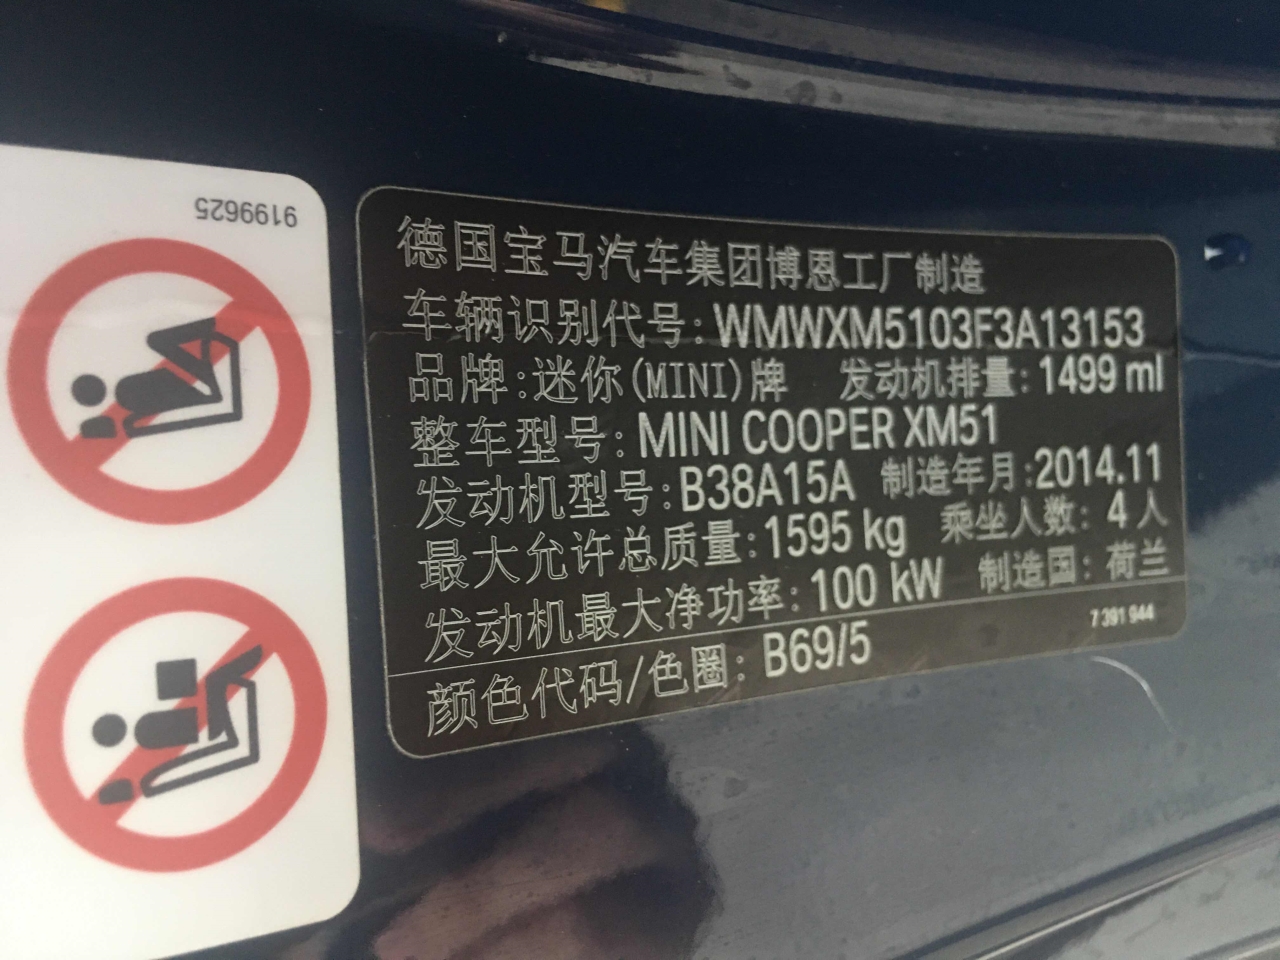 9199625
德国宝马汽车集团博恩工厂制造
车辆识别代号: WMWXM5103F3A13153
品牌:迷你(MINI)牌 发动机排量: 1499 ml
整车型号: MINI COOPER XM51
发动机型号: B38A15A 制造年月:2014.11
最大允许总质量: 1595 kg 乘坐人数: 4人
发动机最大净功率: 100 kW 制造国: 荷兰
7 391 944
颜色代码/色圈: B69/5